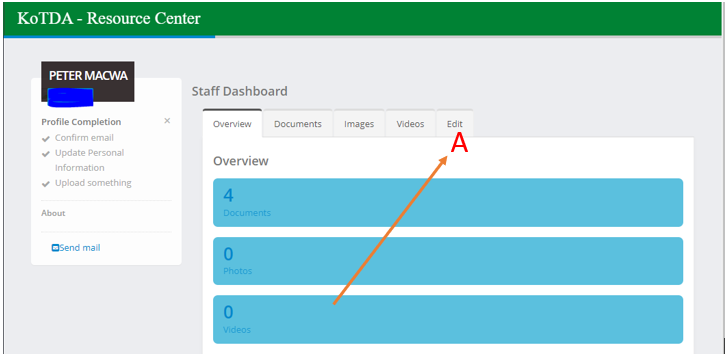 KoTDA - Resource Center
PETER MACWA
Profile Completion ×
Confirm email
Update Personal
Information
Upload something
About
Send mail
Staff Dashboard
Overview Documents Images Videos Edit
A
Overview
4
Documents
0
Photos
0
Videos